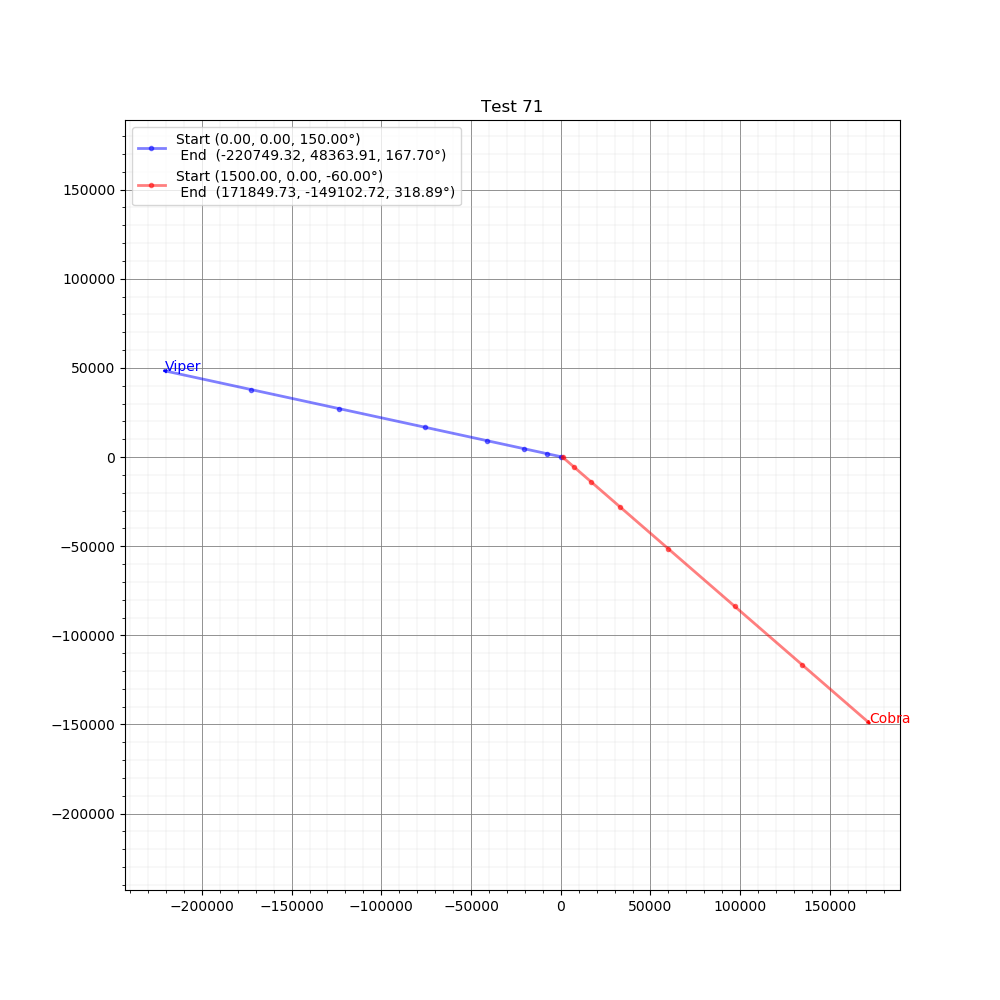 Test 71
Start (0.00, 0.00, 150.00°)
End (-220749.32, 48363.91, 167.70°)
Start (1500.00, 0.00, -60.00°)
End (171849.73, -149102.72, 318.89°)
150000
100000
50000
Viper
0
−50000
−100000
−150000
Cobra
−200000
−200000 −150000 −100000 −50000 0 50000 100000 150000